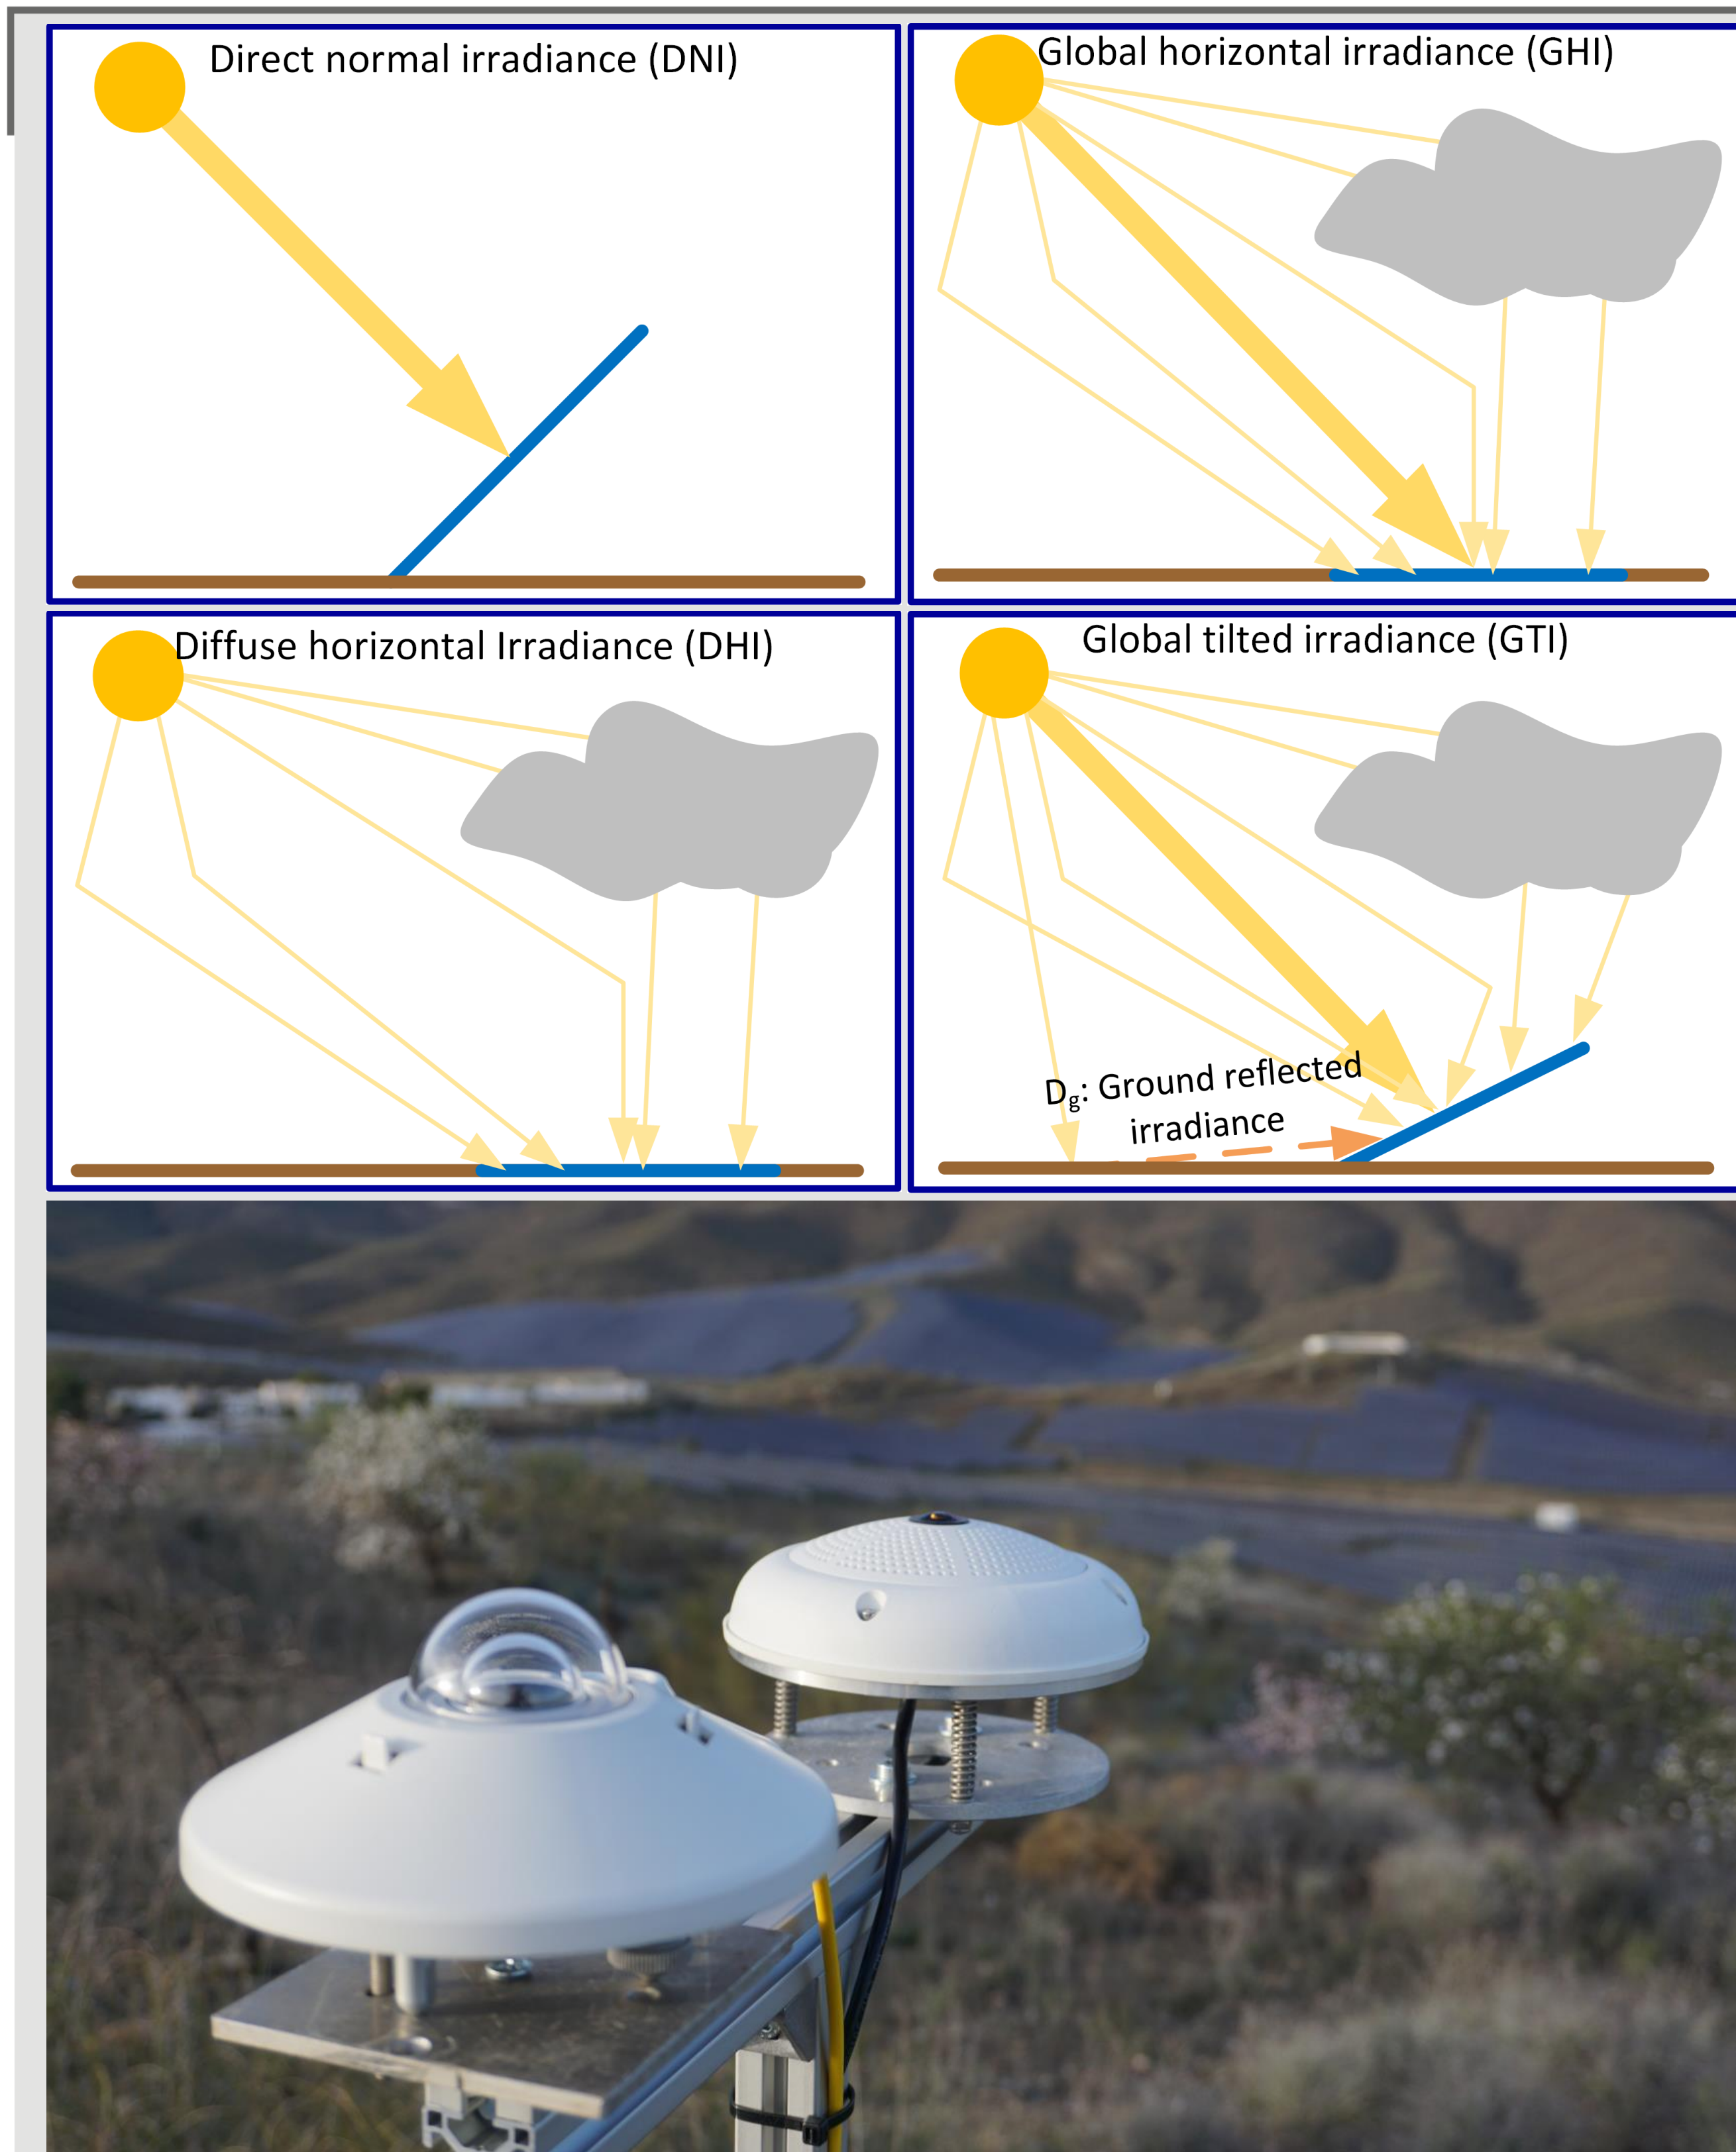 Direct normal irradiance (DNI)
Global horizontal irradiance (GHI)
Diffuse horizontal Irradiance (DHI)
Global tilted irradiance (GTI)
Dg: Ground reflected
irradiance